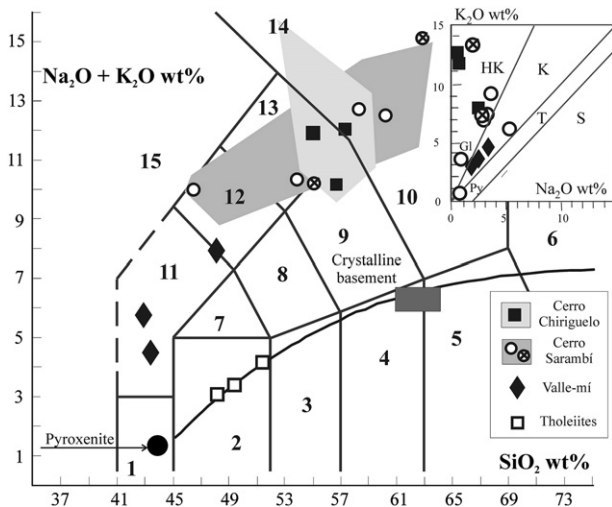 15
13
11
9
7
5
3
1
Na₂O + K₂O wt%
14
13
15
12
10
9
Crystalline
basement
11
8
7
6
5
4
3
2
1
Pyroxenite
SiO₂ wt%
37 41 45 49 53 57 61 65 69 73
K₂O wt%
15
10
5
0
HK
K
T
S
Gl
Py
Na₂O wt%
0 5 10
Cerro
Chiriguelo
Cerro
Sarambí
Valle-mí
Tholeiites